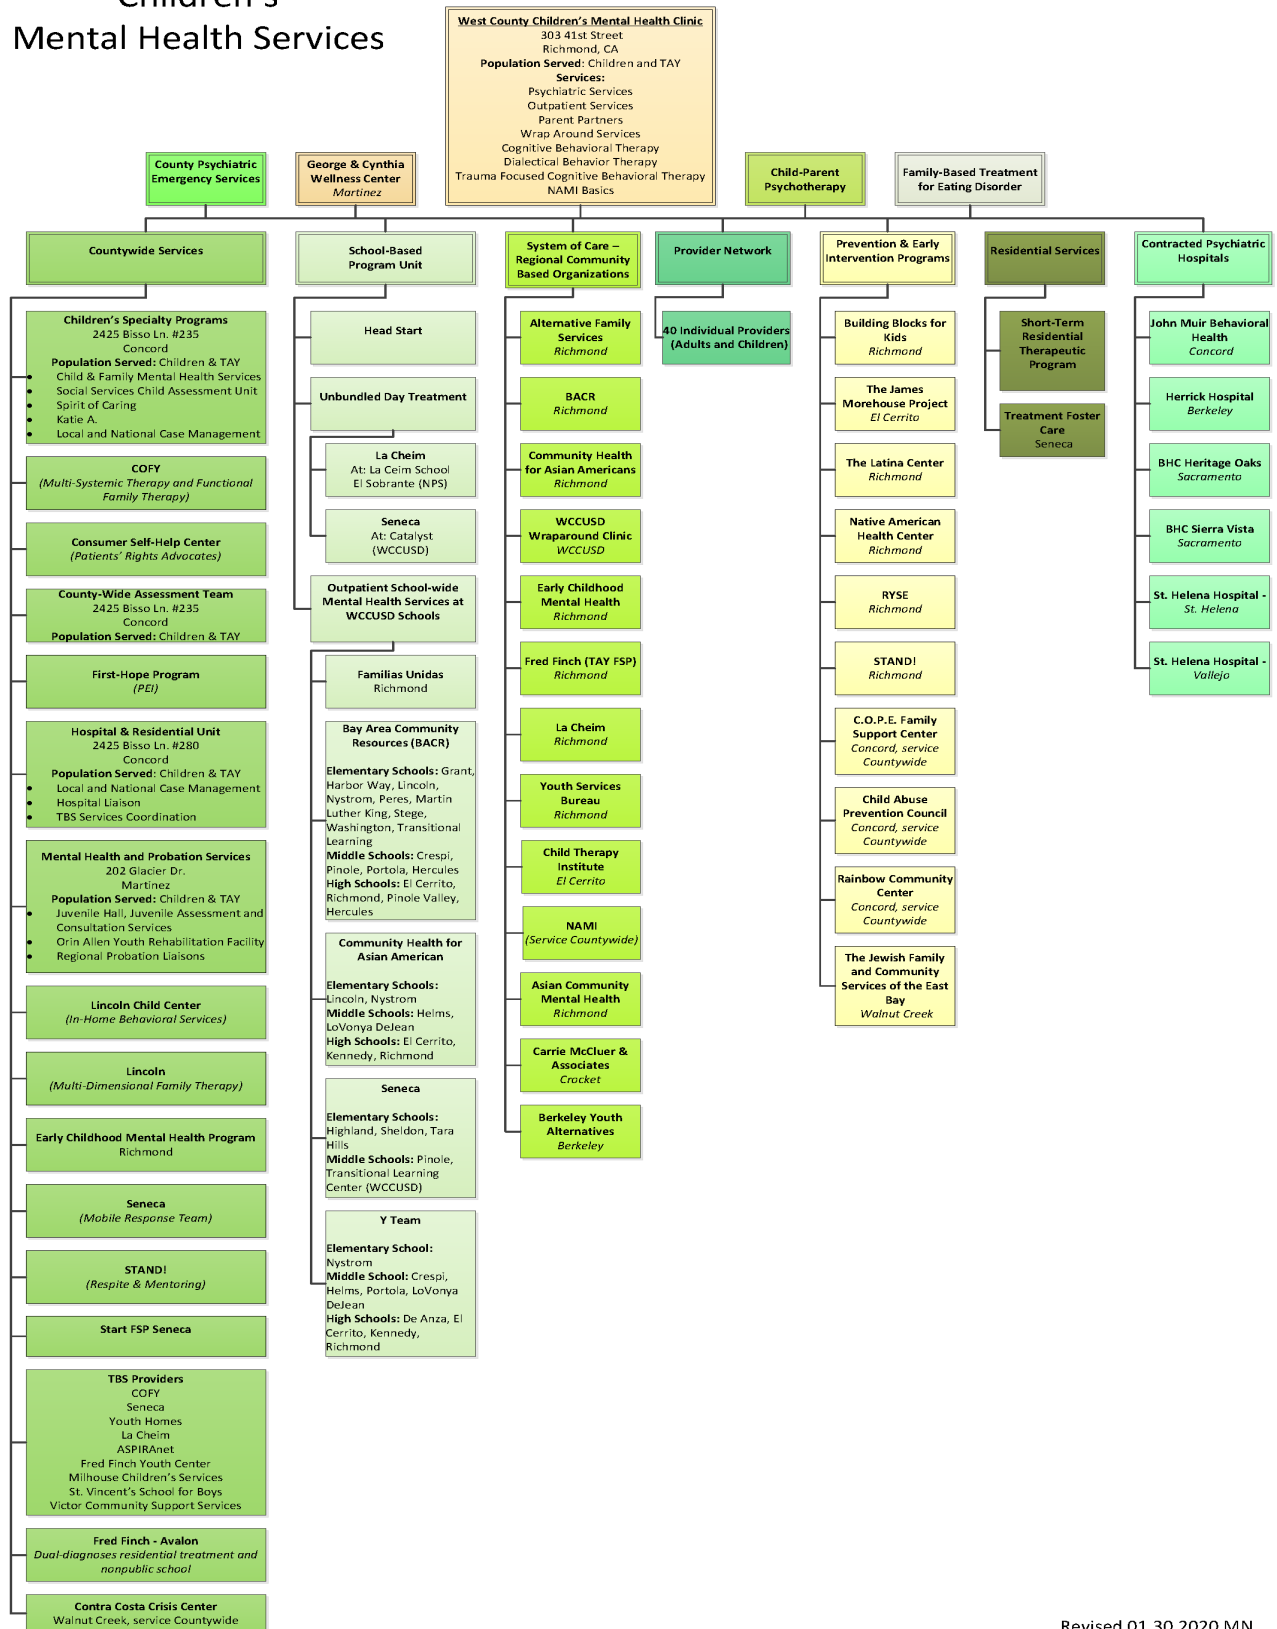 Children's
Mental Health Services
West County Children's Mental Health Clinic
303 41st Street
Richmond, CA
Population Served: Children and TAY
Services:
Psychiatric Services
Outpatient Services
Parent Partners
Wrap Around Services
Cognitive Behavioral Therapy
Dialectical Behavior Therapy
Trauma Focused Cognitive Behavioral Therapy
NAMI Basics
County Psychiatric
Emergency Services
George & Cynthia
Wellness Center
Martinez
Child-Parent
Psychotherapy
Family-Based Treatment
for Eating Disorder
Countywide Services
Children's Specialty Programs
2425 Bisso Ln. #235
Concord
Population Served: Children & TAY
• Child & Family Mental Health Services
• Social Services Child Assessment Unit
• Spirit of Caring
• Katie A.
• Local and National Case Management
COFY
(Multi-Systemic Therapy and Functional
Family Therapy)
Consumer Self-Help Center
(Patients' Rights Advocates)
County-Wide Assessment Team
2425 Bisso Ln. #235
Concord
Population Served: Children & TAY
First-Hope Program
(PEI)
Hospital & Residential Unit
2425 Bisso Ln. #280
Concord
Population Served: Children & TAY
• Local and National Case Management
• Hospital Liaison
• TBS Services Coordination
Mental Health and Probation Services
202 Glacier Dr.
Martinez
Population Served: Children & TAY
• Juvenile Hall, Juvenile Assessment and
Consultation Services
• Orin Allen Youth Rehabilitation Facility
• Regional Probation Liaisons
Lincoln Child Center
(In-Home Behavioral Services)
Lincoln
(Multi-Dimensional Family Therapy)
Early Childhood Mental Health Program
Richmond
Seneca
(Mobile Response Team)
STAND!
(Respite & Mentoring)
Start FSP Seneca
TBS Providers
COFY
Seneca
Youth Homes
La Cheim
ASPIRAnet
Fred Finch Youth Center
Milhouse Children's Services
St. Vincent's School for Boys
Victor Community Support Services
Fred Finch - Avalon
Dual-diagnoses residential treatment and
nonpublic school
Contra Costa Crisis Center
Walnut Creek, service Countywide
School-Based
Program Unit
Head Start
Unbundled Day Treatment
La Cheim
At: La Ceim School
El Sobrante (NPS)
Seneca
At: Catalyst
(WCCUSD)
Outpatient School-wide
Mental Health Services at
WCCUSD Schools
Familias Unidas
Richmond
Bay Area Community
Resources (BACR)
Elementary Schools: Grant,
Harbor Way, Lincoln,
Nystrom, Peres, Martin
Luther King, Stege,
Washington, Transitional
Learning
Middle Schools: Crespi,
Pinole, Portola, Hercules
High Schools: El Cerrito,
Richmond, Pinole Valley,
Hercules
Community Health for
Asian American
Elementary Schools:
Lincoln, Nystrom
Middle Schools: Helms,
LoVonya DeJean
High Schools: El Cerrito,
Kennedy, Richmond
Seneca
Elementary Schools:
Highland, Sheldon, Tara
Hills
Middle Schools: Pinole,
Transitional Learning
Center (WCCUSD)
Y Team
Elementary School:
Nystrom
Middle School: Crespi,
Helms, Portola, LoVonya
DeJean
High Schools: De Anza, El
Cerrito, Kennedy,
Richmond
System of Care –
Regional Community
Based Organizations
Alternative Family
Services
Richmond
BACR
Richmond
Community Health
for Asian Americans
Richmond
WCCUSD
Wraparound Clinic
WCCUSD
Early Childhood
Mental Health
Richmond
Fred Finch (TAY FSP)
Richmond
La Cheim
Richmond
Youth Services
Bureau
Richmond
Child Therapy
Institute
El Cerrito
NAMI
(Service Countywide)
Asian Community
Mental Health
Richmond
Carrie McCluer &
Associates
Crocket
Berkeley Youth
Alternatives
Berkeley
Provider Network
40 Individual Providers
(Adults and Children)
Prevention & Early
Intervention Programs
Building Blocks for
Kids
Richmond
The James
Morehouse Project
El Cerrito
The Latina Center
Richmond
Native American
Health Center
Richmond
RYSE
Richmond
STAND!
Richmond
C.O.P.E. Family
Support Center
Concord, service
Countywide
Child Abuse
Prevention Council
Concord, service
Countywide
Rainbow Community
Center
Concord, service
Countywide
The Jewish Family
and Community
Services of the East
Bay
Walnut Creek
Residential Services
Short-Term
Residential
Therapeutic
Program
Treatment Foster
Care
Seneca
Contracted Psychiatric
Hospitals
John Muir Behavioral
Health
Concord
Herrick Hospital
Berkeley
BHC Heritage Oaks
Sacramento
BHC Sierra Vista
Sacramento
St. Helena Hospital -
St. Helena
St. Helena Hospital -
Vallejo
Revised 01.30.2020 MN